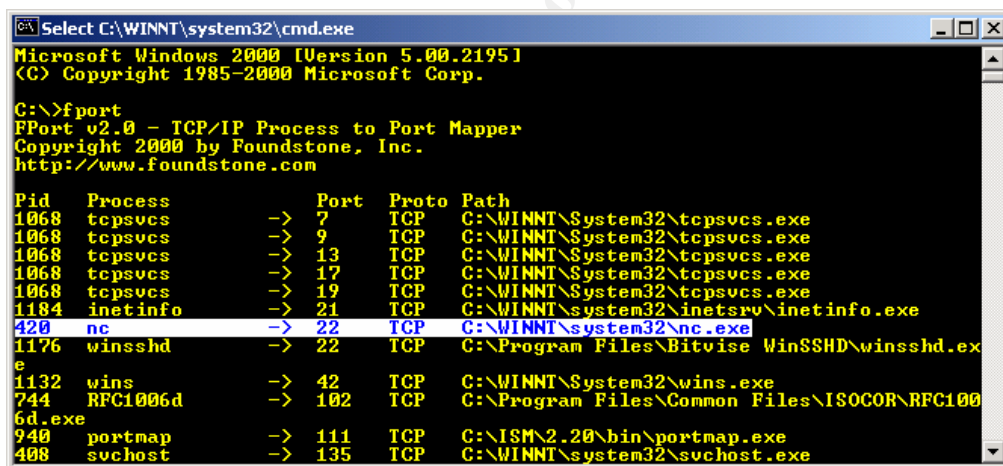 Select C:\WINNT\system32\cmd.exe
Microsoft Windows 2000 [Version 5.00.2195]
(C) Copyright 1985-2000 Microsoft Corp.
C:\>fport
FPort v2.0 - TCP/IP Process to Port Mapper
Copyright 2000 by Foundstone, Inc.
http://www.foundstone.com
Pid Process Port Proto Path
1068 tcpsvcs -> 7 TCP C:\WINNT\System32\tcpsvcs.exe
1068 tcpsvcs -> 9 TCP C:\WINNT\System32\tcpsvcs.exe
1068 tcpsvcs -> 13 TCP C:\WINNT\System32\tcpsvcs.exe
1068 tcpsvcs -> 17 TCP C:\WINNT\System32\tcpsvcs.exe
1068 tcpsvcs -> 19 TCP C:\WINNT\System32\tcpsvcs.exe
1184 inetinfo -> 21 TCP C:\WINNT\System32\inetsrv\inetinfo.exe
420 nc -> 22 TCP C:\WINNT\system32\nc.exe
1176 winsshd -> 22 TCP C:\Program Files\Bitvise WinSSHD\winsshd.ex
e
1132 wins -> 42 TCP C:\WINNT\System32\wins.exe
744 RFC1006d -> 102 TCP C:\Program Files\Common Files\ISOCOR\RFC100
6d.exe
940 portmap -> 111 TCP C:\ISM\2.20\bin\portmap.exe
408 svchost -> 135 TCP C:\WINNT\system32\svchost.exe